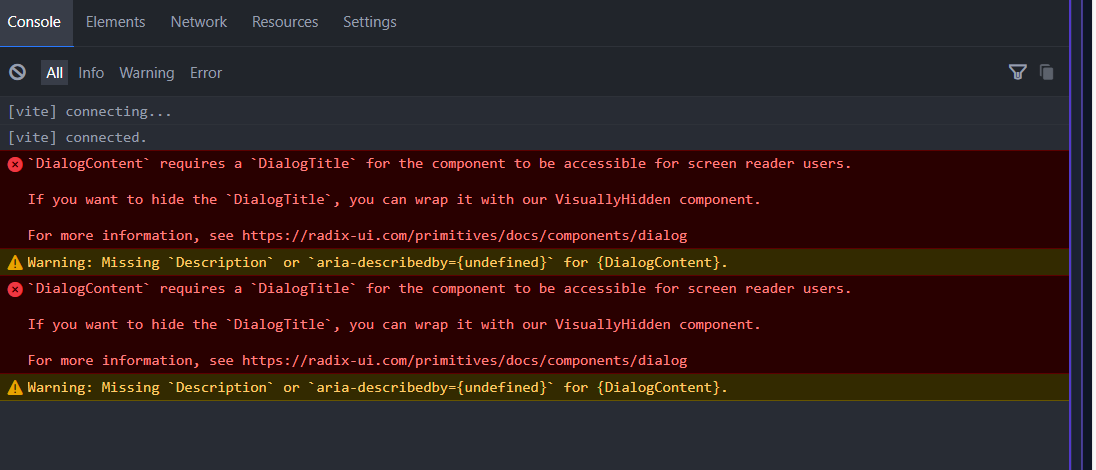 Console Elements Network Resources Settings
All Info Warning Error
[vite] connecting...
[vite] connected.
`DialogContent` requires a `DialogTitle` for the component to be accessible for screen reader users.
If you want to hide the `DialogTitle`, you can wrap it with our VisuallyHidden component.
For more information, see https://radix-ui.com/primitives/docs/components/dialog
Warning: Missing `Description` or `aria-describedby={undefined}` for {DialogContent}.
`DialogContent` requires a `DialogTitle` for the component to be accessible for screen reader users.
If you want to hide the `DialogTitle`, you can wrap it with our VisuallyHidden component.
For more information, see https://radix-ui.com/primitives/docs/components/dialog
Warning: Missing `Description` or `aria-describedby={undefined}` for {DialogContent}.